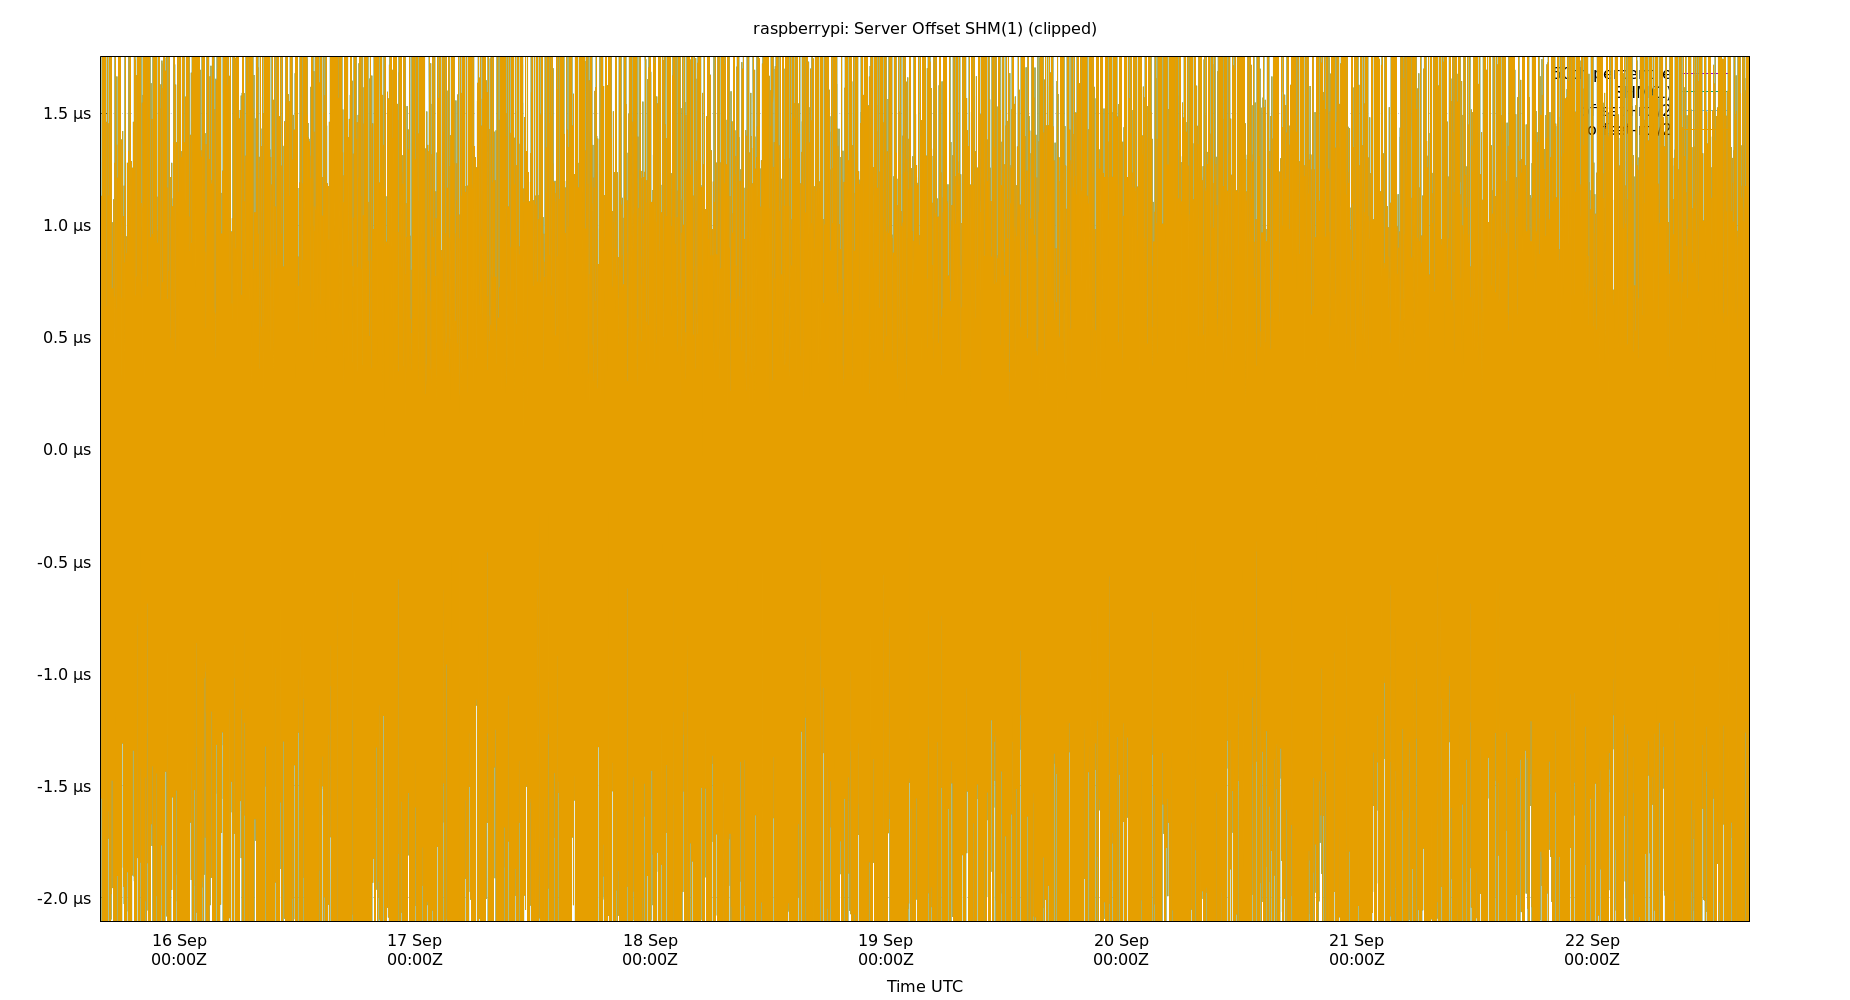 raspberrypi: Server Offset SHM(1) (clipped)
1.5 µs
1.0 µs
0.5 µs
0.0 µs
-0.5 µs
-1.0 µs
-1.5 µs
-2.0 µs
16 Sep
00:00Z
17 Sep
00:00Z
18 Sep
00:00Z
19 Sep
00:00Z
20 Sep
00:00Z
21 Sep
00:00Z
22 Sep
00:00Z
Time UTC